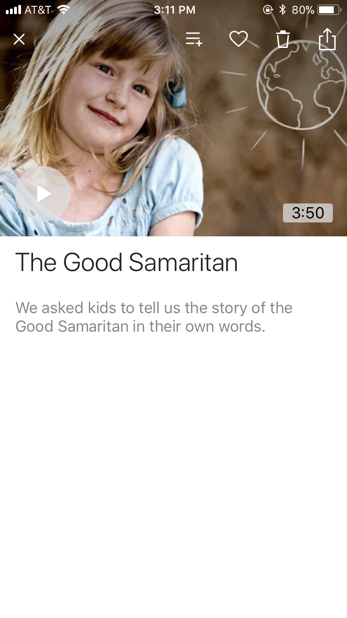 AT&T 3:11 PM 80%
3:50
The Good Samaritan
We asked kids to tell us the story of the
Good Samaritan in their own words.